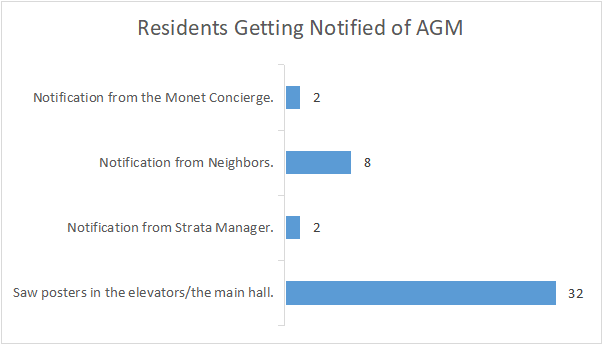 Residents Getting Notified of AGM
Notification from the Monet Concierge. 2
Notification from Neighbors. 8
Notification from Strata Manager. 2
Saw posters in the elevators/the main hall. 32